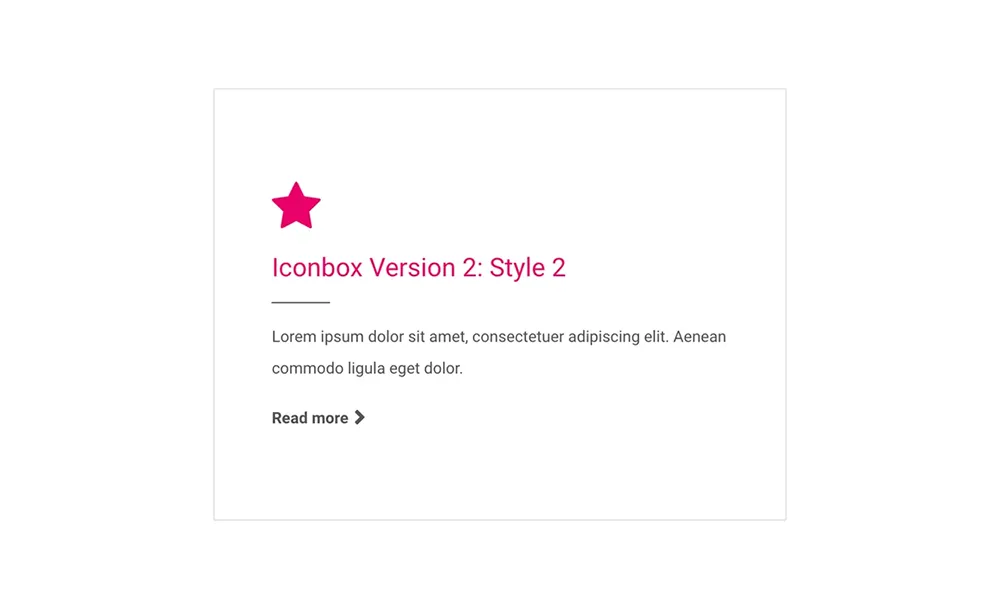 Iconbox Version 2: Style 2
Lorem ipsum dolor sit amet, consectetuer adipiscing elit. Aenean
commodo ligula eget dolor.
Read more